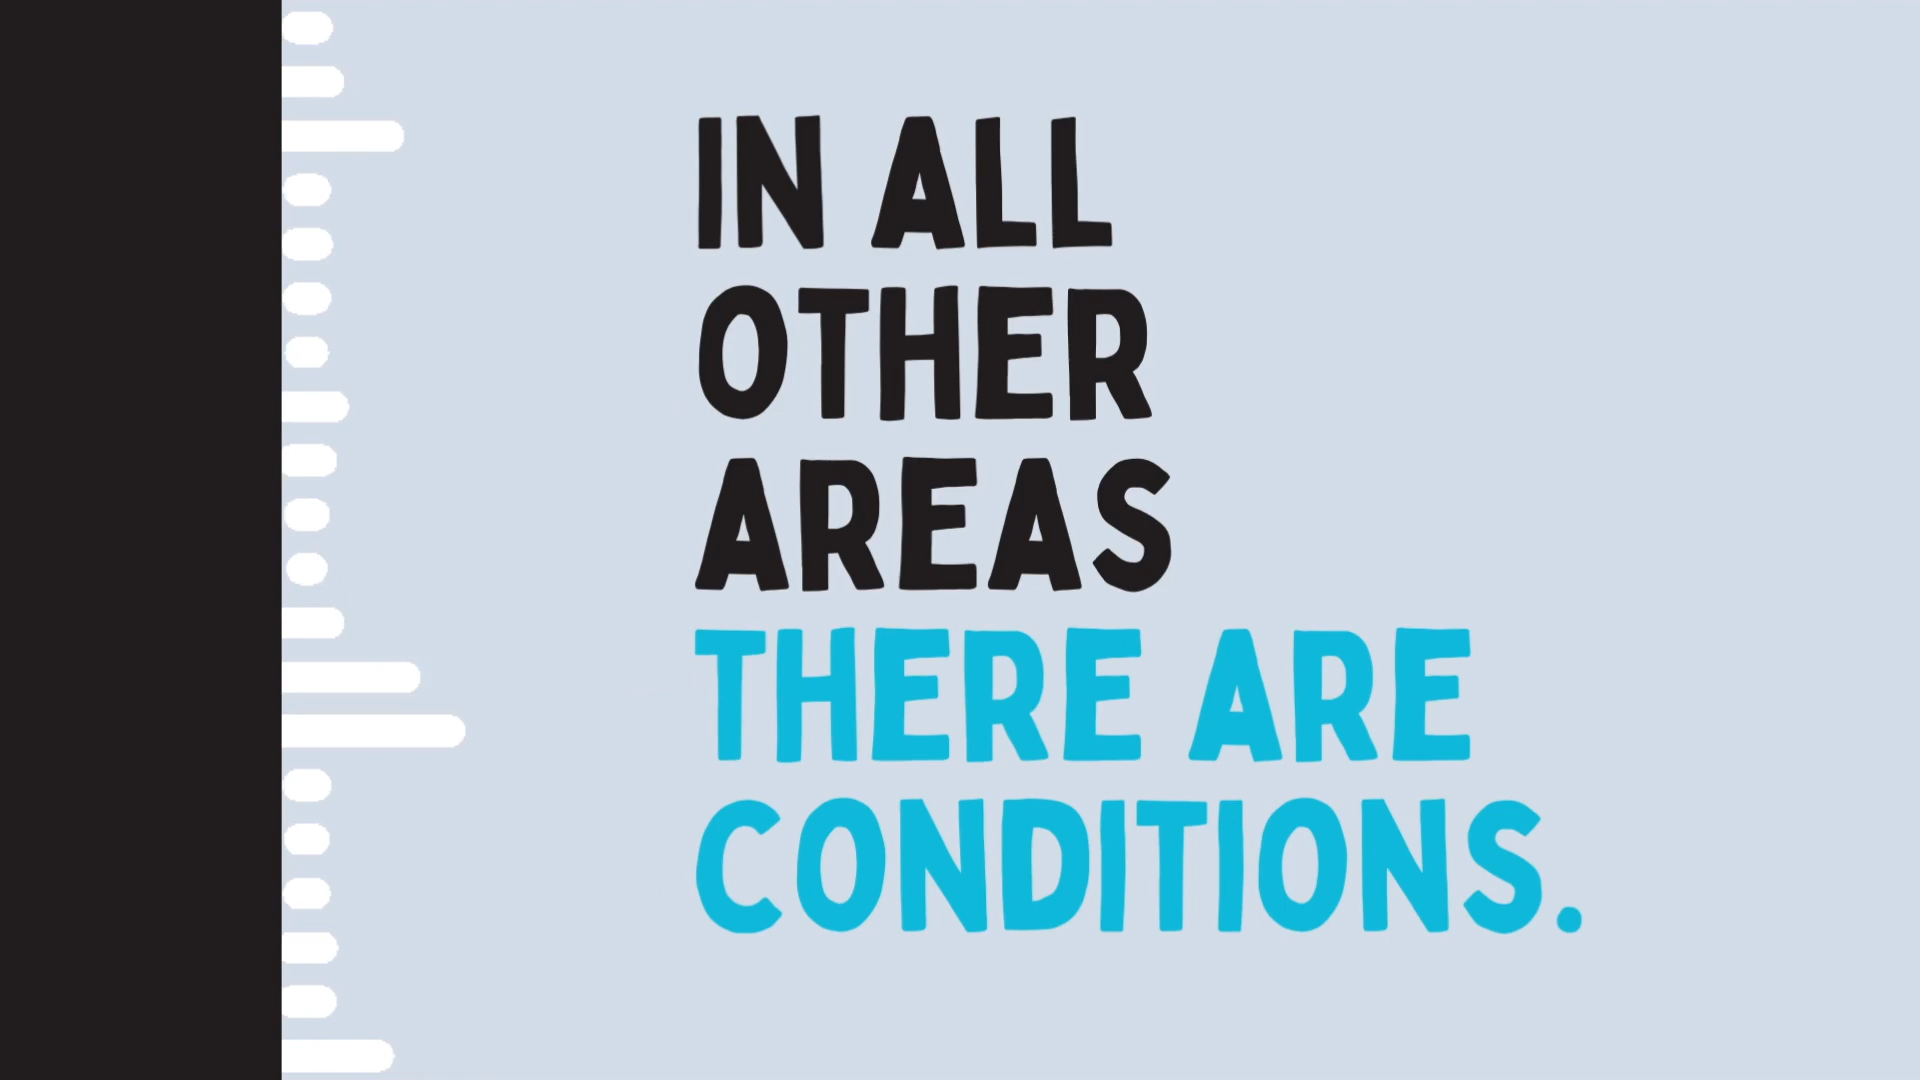 IN ALL
OTHER
AREAS
THERE ARE
CONDITIONS.